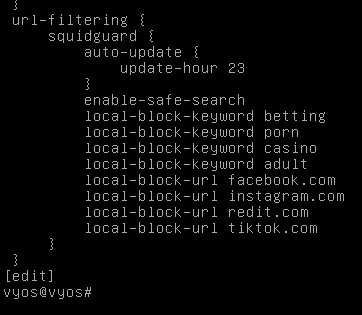 }
url-filtering {
squidguard {
auto-update {
update-hour 23
}
enable-safe-search
local-block-keyword betting
local-block-keyword porn
local-block-keyword casino
local-block-keyword adult
local-block-url facebook.com
local-block-url instagram.com
local-block-url redit.com
local-block-url tiktok.com
}
}
[edit]
vyos@vyos#